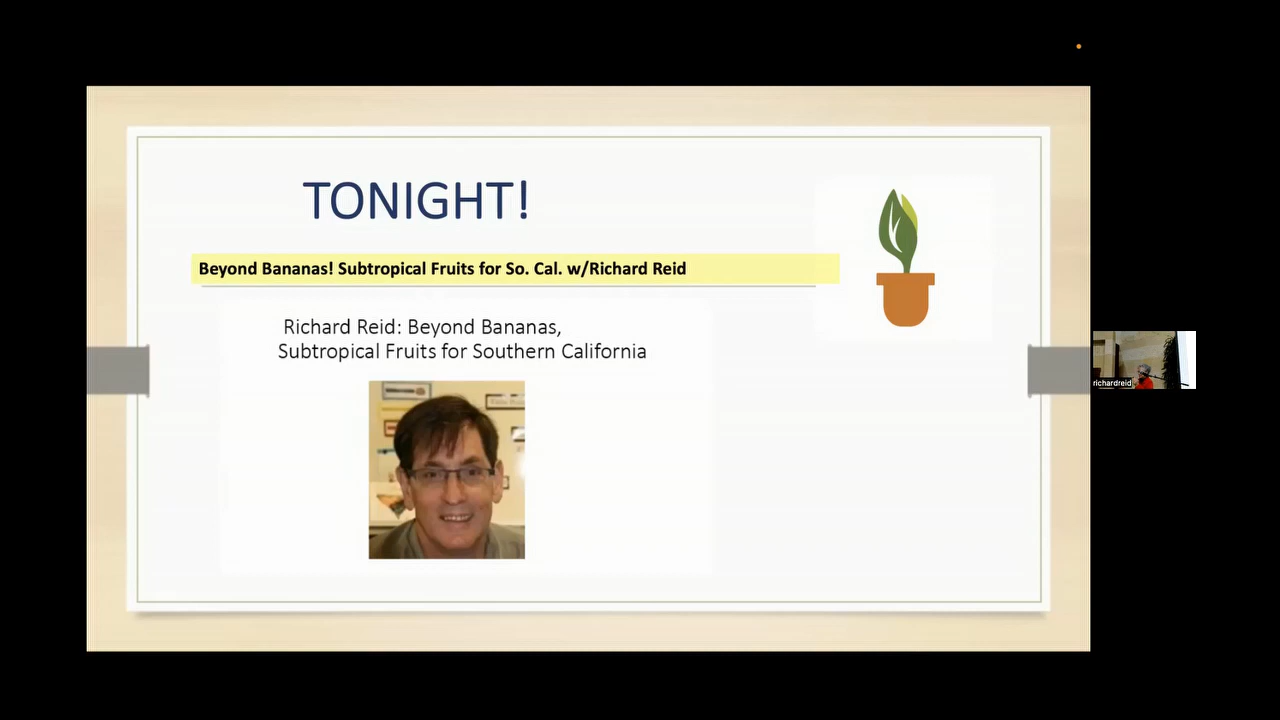 TONIGHT!
Beyond Bananas! Subtropical Fruits for So. Cal. w/Richard Reid
Richard Reid: Beyond Bananas,
Subtropical Fruits for Southern California
richardreid